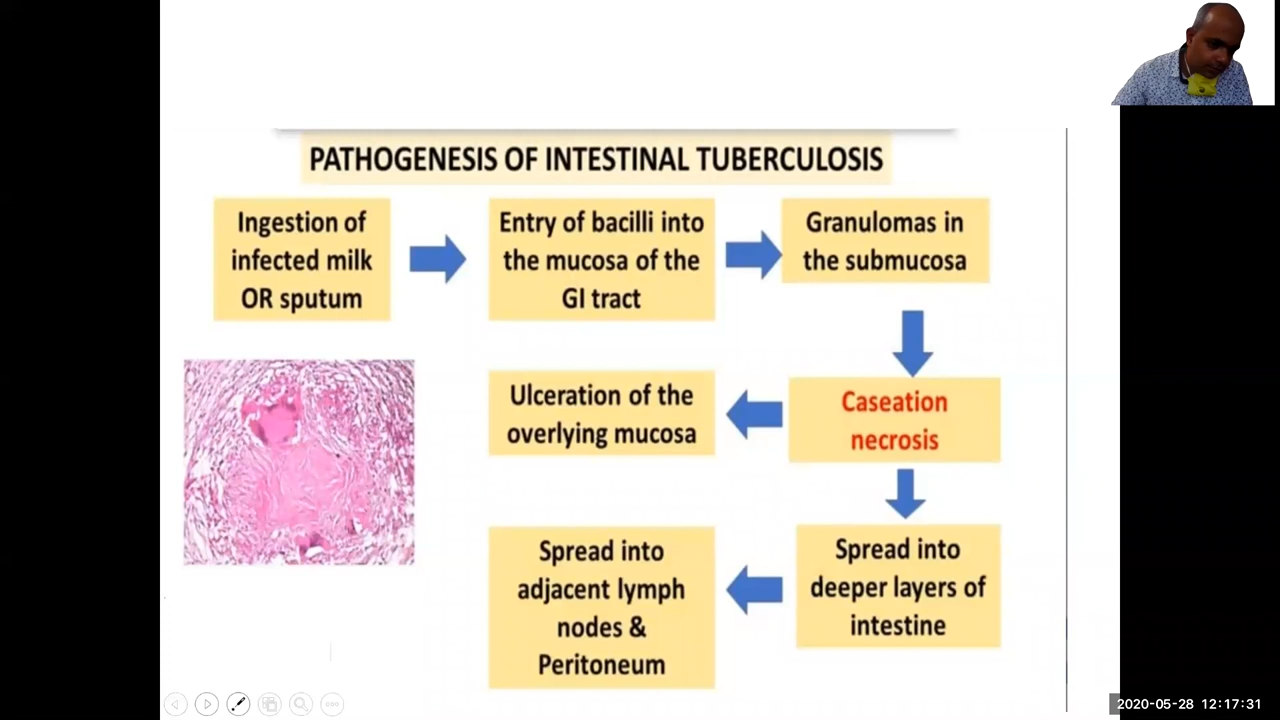 PATHOGENESIS OF INTESTINAL TUBERCULOSIS
Ingestion of
infected milk
OR sputum
Entry of bacilli into
the mucosa of the
GI tract
Granulomas in
the submucosa
Caseation
necrosis
Ulceration of the
overlying mucosa
Spread into
deeper layers of
intestine
Spread into
adjacent lymph
nodes &
Peritoneum
2020-05-28 12:17:31